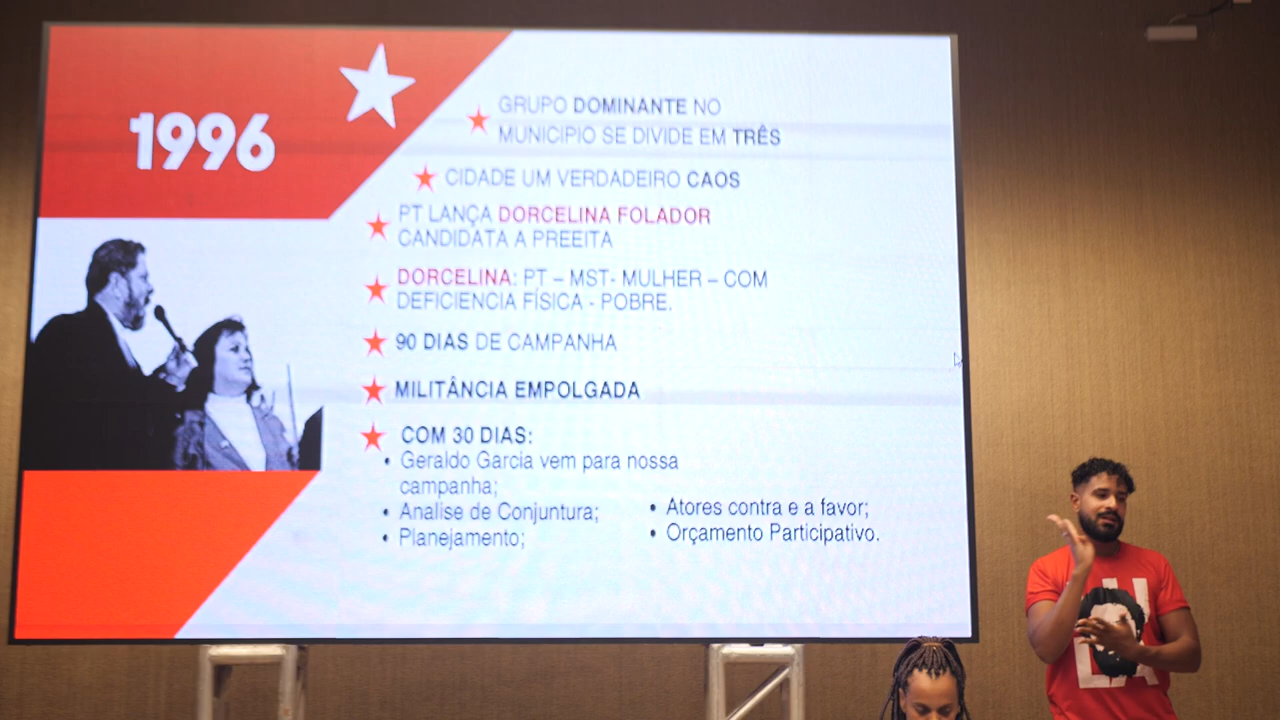 1996
GRUPO DOMINANTE NO
MUNICIPIO SE DIVIDE EM TRÊS
CIDADE UM VERDADEIRO CAOS
PT LANÇA DORCELINA FOLADOR
CANDIDATA A PREEITA
DORCELINA: PT – MST- MULHER – COM
DEFICIENCIA FÍSICA - POBRE.
90 DIAS DE CAMPANHA
MILITÂNCIA EMPOLGADA
COM 30 DIAS:
• Geraldo Garcia vem para nossa
campanha;
• Analise de Conjuntura;
• Planejamento;
• Atores contra e a favor;
• Orçamento Participativo.